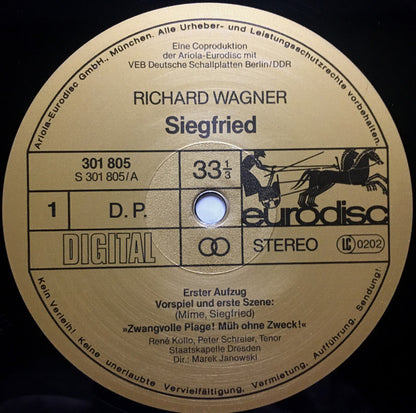 Ariola-Eurodisc GmbH., München. Alle Urheber- und Leistungsschutzrechte vorbehalten.
Eine Coproduktion
der Ariola-Eurodisc mit
VEB Deutsche Schallplatten Berlin/DDR
RICHARD WAGNER
Siegfried
301 805
S 301 805/A
33 1/3
1
D.P.
eurodisc
DIGITAL
STEREO
LC 0202
Erster Aufzug
Vorspiel und erste Szene:
(Mime, Siegfried)
»Zwangvolle Plage! Müh ohne Zweck!«
René Kollo, Peter Schreier, Tenor
Staatskapelle Dresden
Dir.: Marek Janowski
Kein Verleih! Keine unerlaubte Vervielfältigung, Vermietung, Aufführung, Sendung!